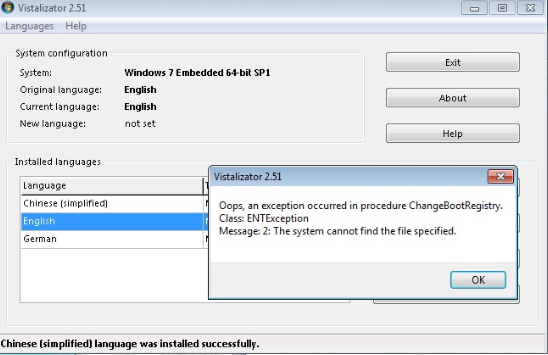 Vistalizator 2.51
Languages Help
System configuration
System: Windows 7 Embedded 64-bit SP1
Original language: English
Current language: English
New language: not set
Exit
About
Help
Installed languages
Language
Chinese (simplified)
English
German
Vistalizator 2.51
Oops, an exception occurred in procedure ChangeBootRegistry.
Class: ENTException
Message: 2: The system cannot find the file specified.
OK
Chinese (simplified) language was installed successfully.